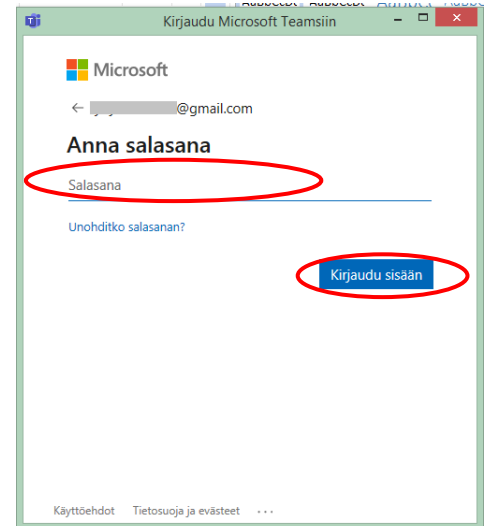 Kirjaudu Microsoft Teamsiin
Microsoft
@gmail.com
Anna salasana
Salasana
Unohditko salasanan?
Kirjaudu sisään
Käyttöehdot Tietosuoja ja evästeet ...